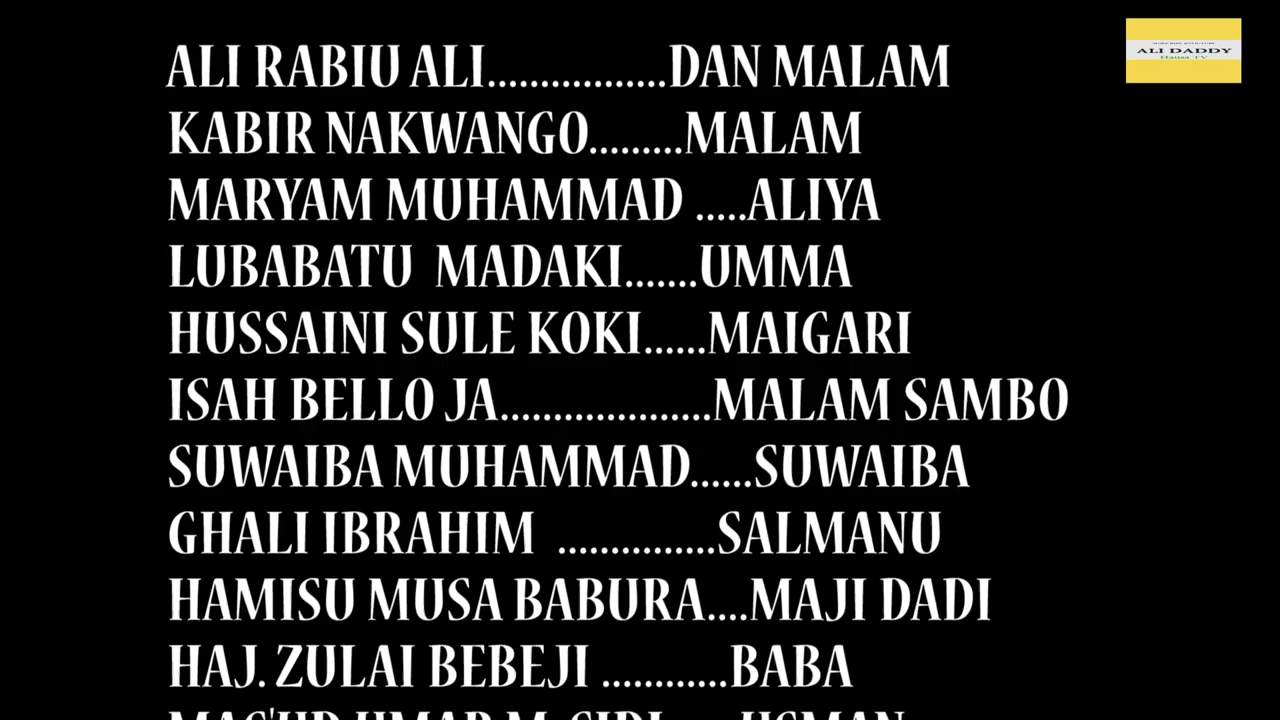 ALI RABIU ALI.................DAN MALAM
KABIR NAKWANGO.........MALAM
MARYAM MUHAMMAD .....ALIYA
LUBABATU  MADAKI.......UMMA
HUSSAINI SULE KOKI......MAIGARI
ISAH BELLO JA....................MALAM SAMBO
SUWAIBA MUHAMMAD......SUWAIBA
GHALI IBRAHIM  ...............SALMANU
HAMISU MUSA BABURA....MAJI DADI
HAJ. ZULAI BEBEJI ............BABA
ALI DADDY
Hausa TV